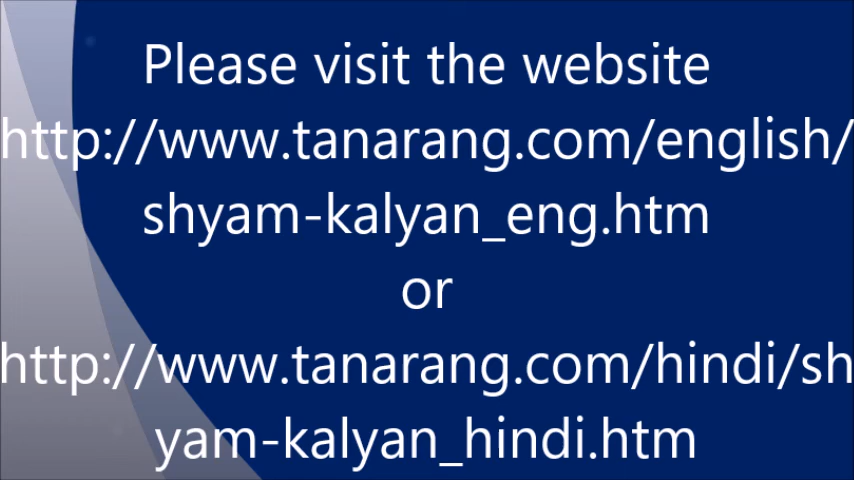 Please visit the website
http://www.tanarang.com/english/
shyam-kalyan_eng.htm
or
http://www.tanarang.com/hindi/sh
yam-kalyan_hindi.htm